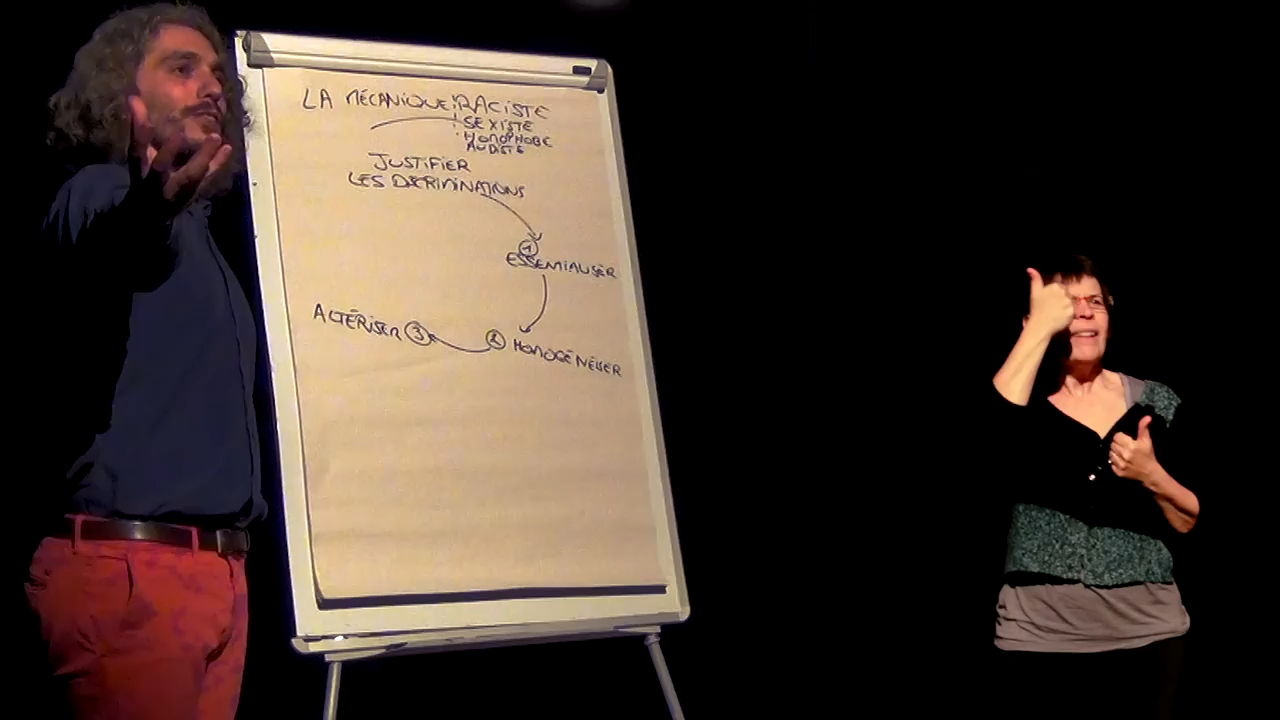 LA MÉCANIQUE RACISTE
SEXISTE
HOMOPHOBE
AUDISTE
JUSTIFIER
LES DISCRIMINATIONS
1
ESSENTIALISER
ALTÉRISER 3
2 HOMOGÉNÉISER